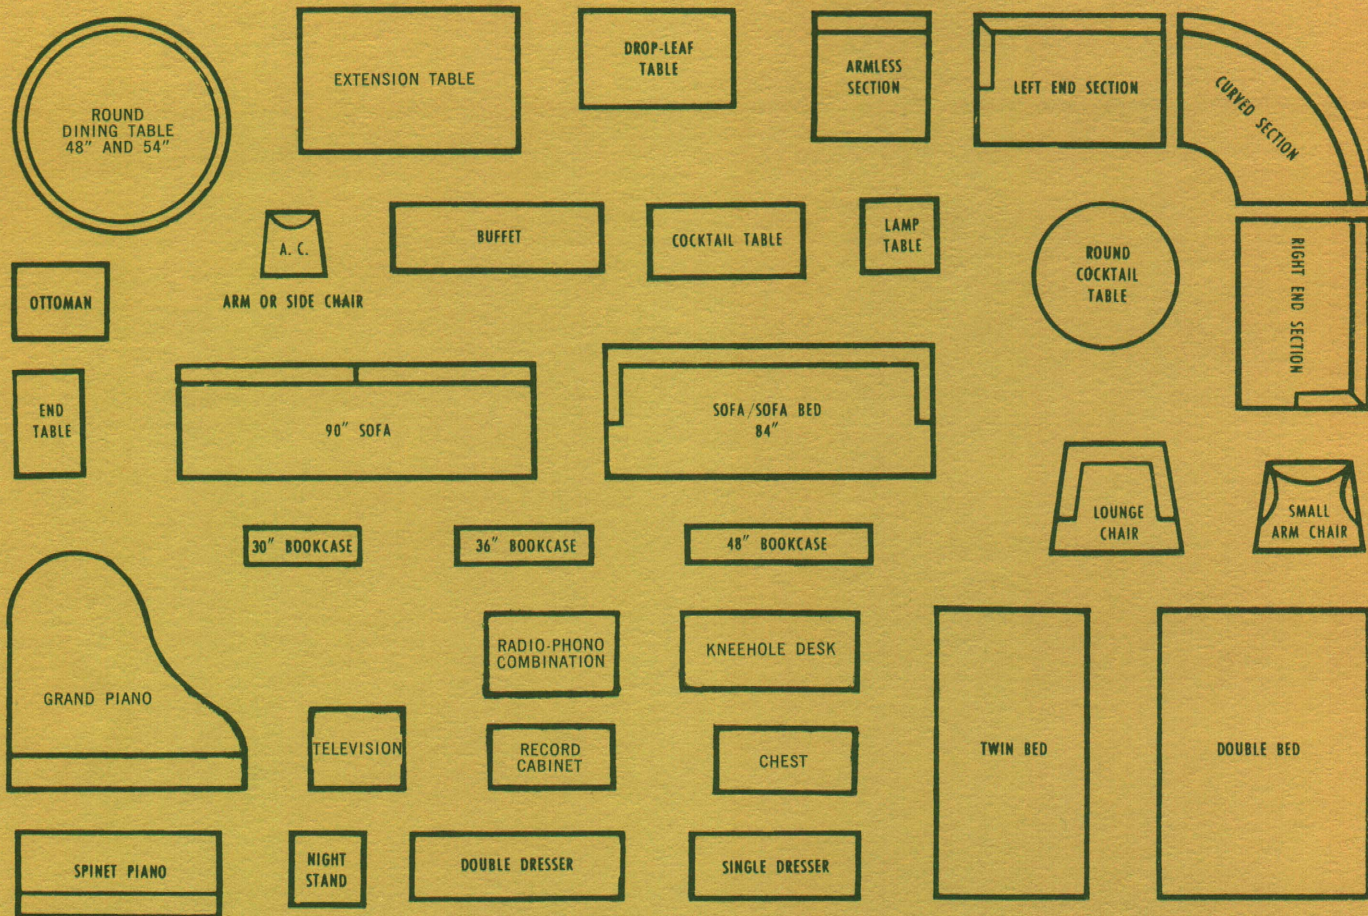 ROUND
DINING TABLE
48" AND 54"
EXTENSION TABLE
DROP-LEAF
TABLE
ARMLESS
SECTION
LEFT END SECTION
CURVED SECTION
A. C.
ARM OR SIDE CHAIR
BUFFET
COCKTAIL TABLE
LAMP
TABLE
ROUND
COCKTAIL
TABLE
RIGHT END SECTION
OTTOMAN
END
TABLE
90" SOFA
SOFA/SOFA BED
84"
LOUNGE
CHAIR
SMALL
ARM CHAIR
30" BOOKCASE
36" BOOKCASE
48" BOOKCASE
GRAND PIANO
RADIO-PHONO
COMBINATION
KNEEHOLE DESK
TELEVISION
RECORD
CABINET
CHEST
TWIN BED
DOUBLE BED
SPINET PIANO
NIGHT
STAND
DOUBLE DRESSER
SINGLE DRESSER